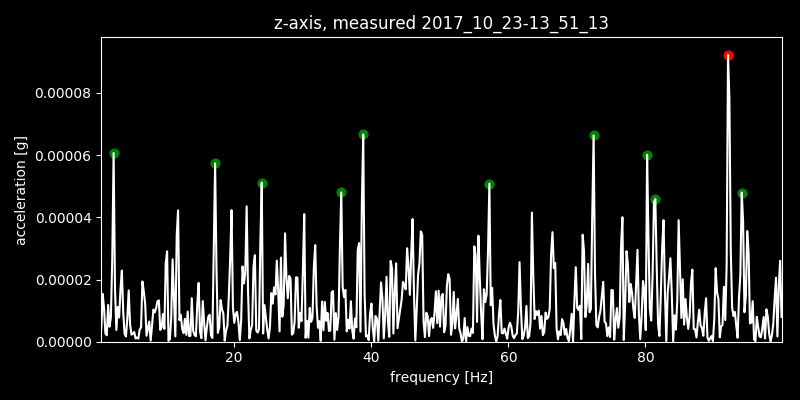 z-axis, measured 2017_10_23-13_51_13
0.00008
0.00006
0.00004
0.00002
0.00000
acceleration [g]
20 40 60 80
frequency [Hz]